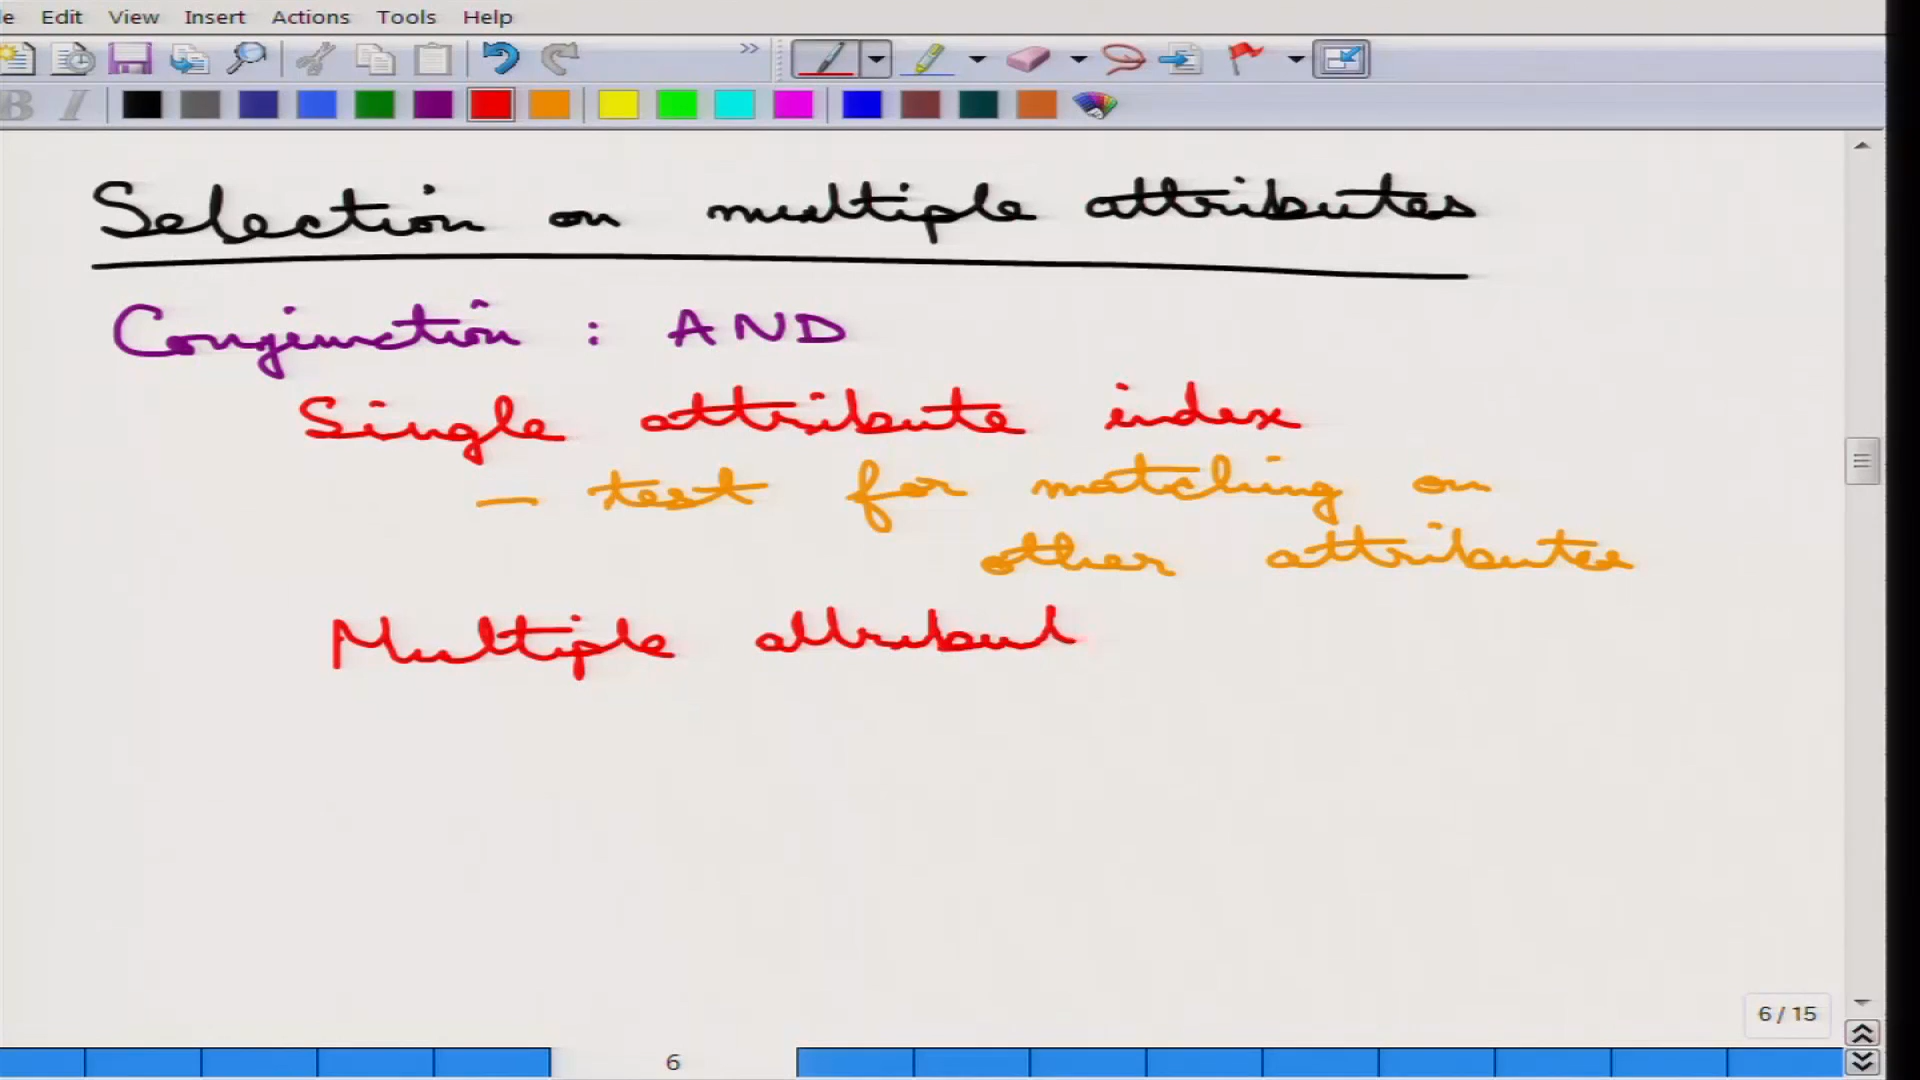 Edit View Insert Actions Tools Help
Selection on multiple attributes
Conjunction : AND
Single attribute index
– test for matching on
other attributes
Multiple attribut
6 / 15
6